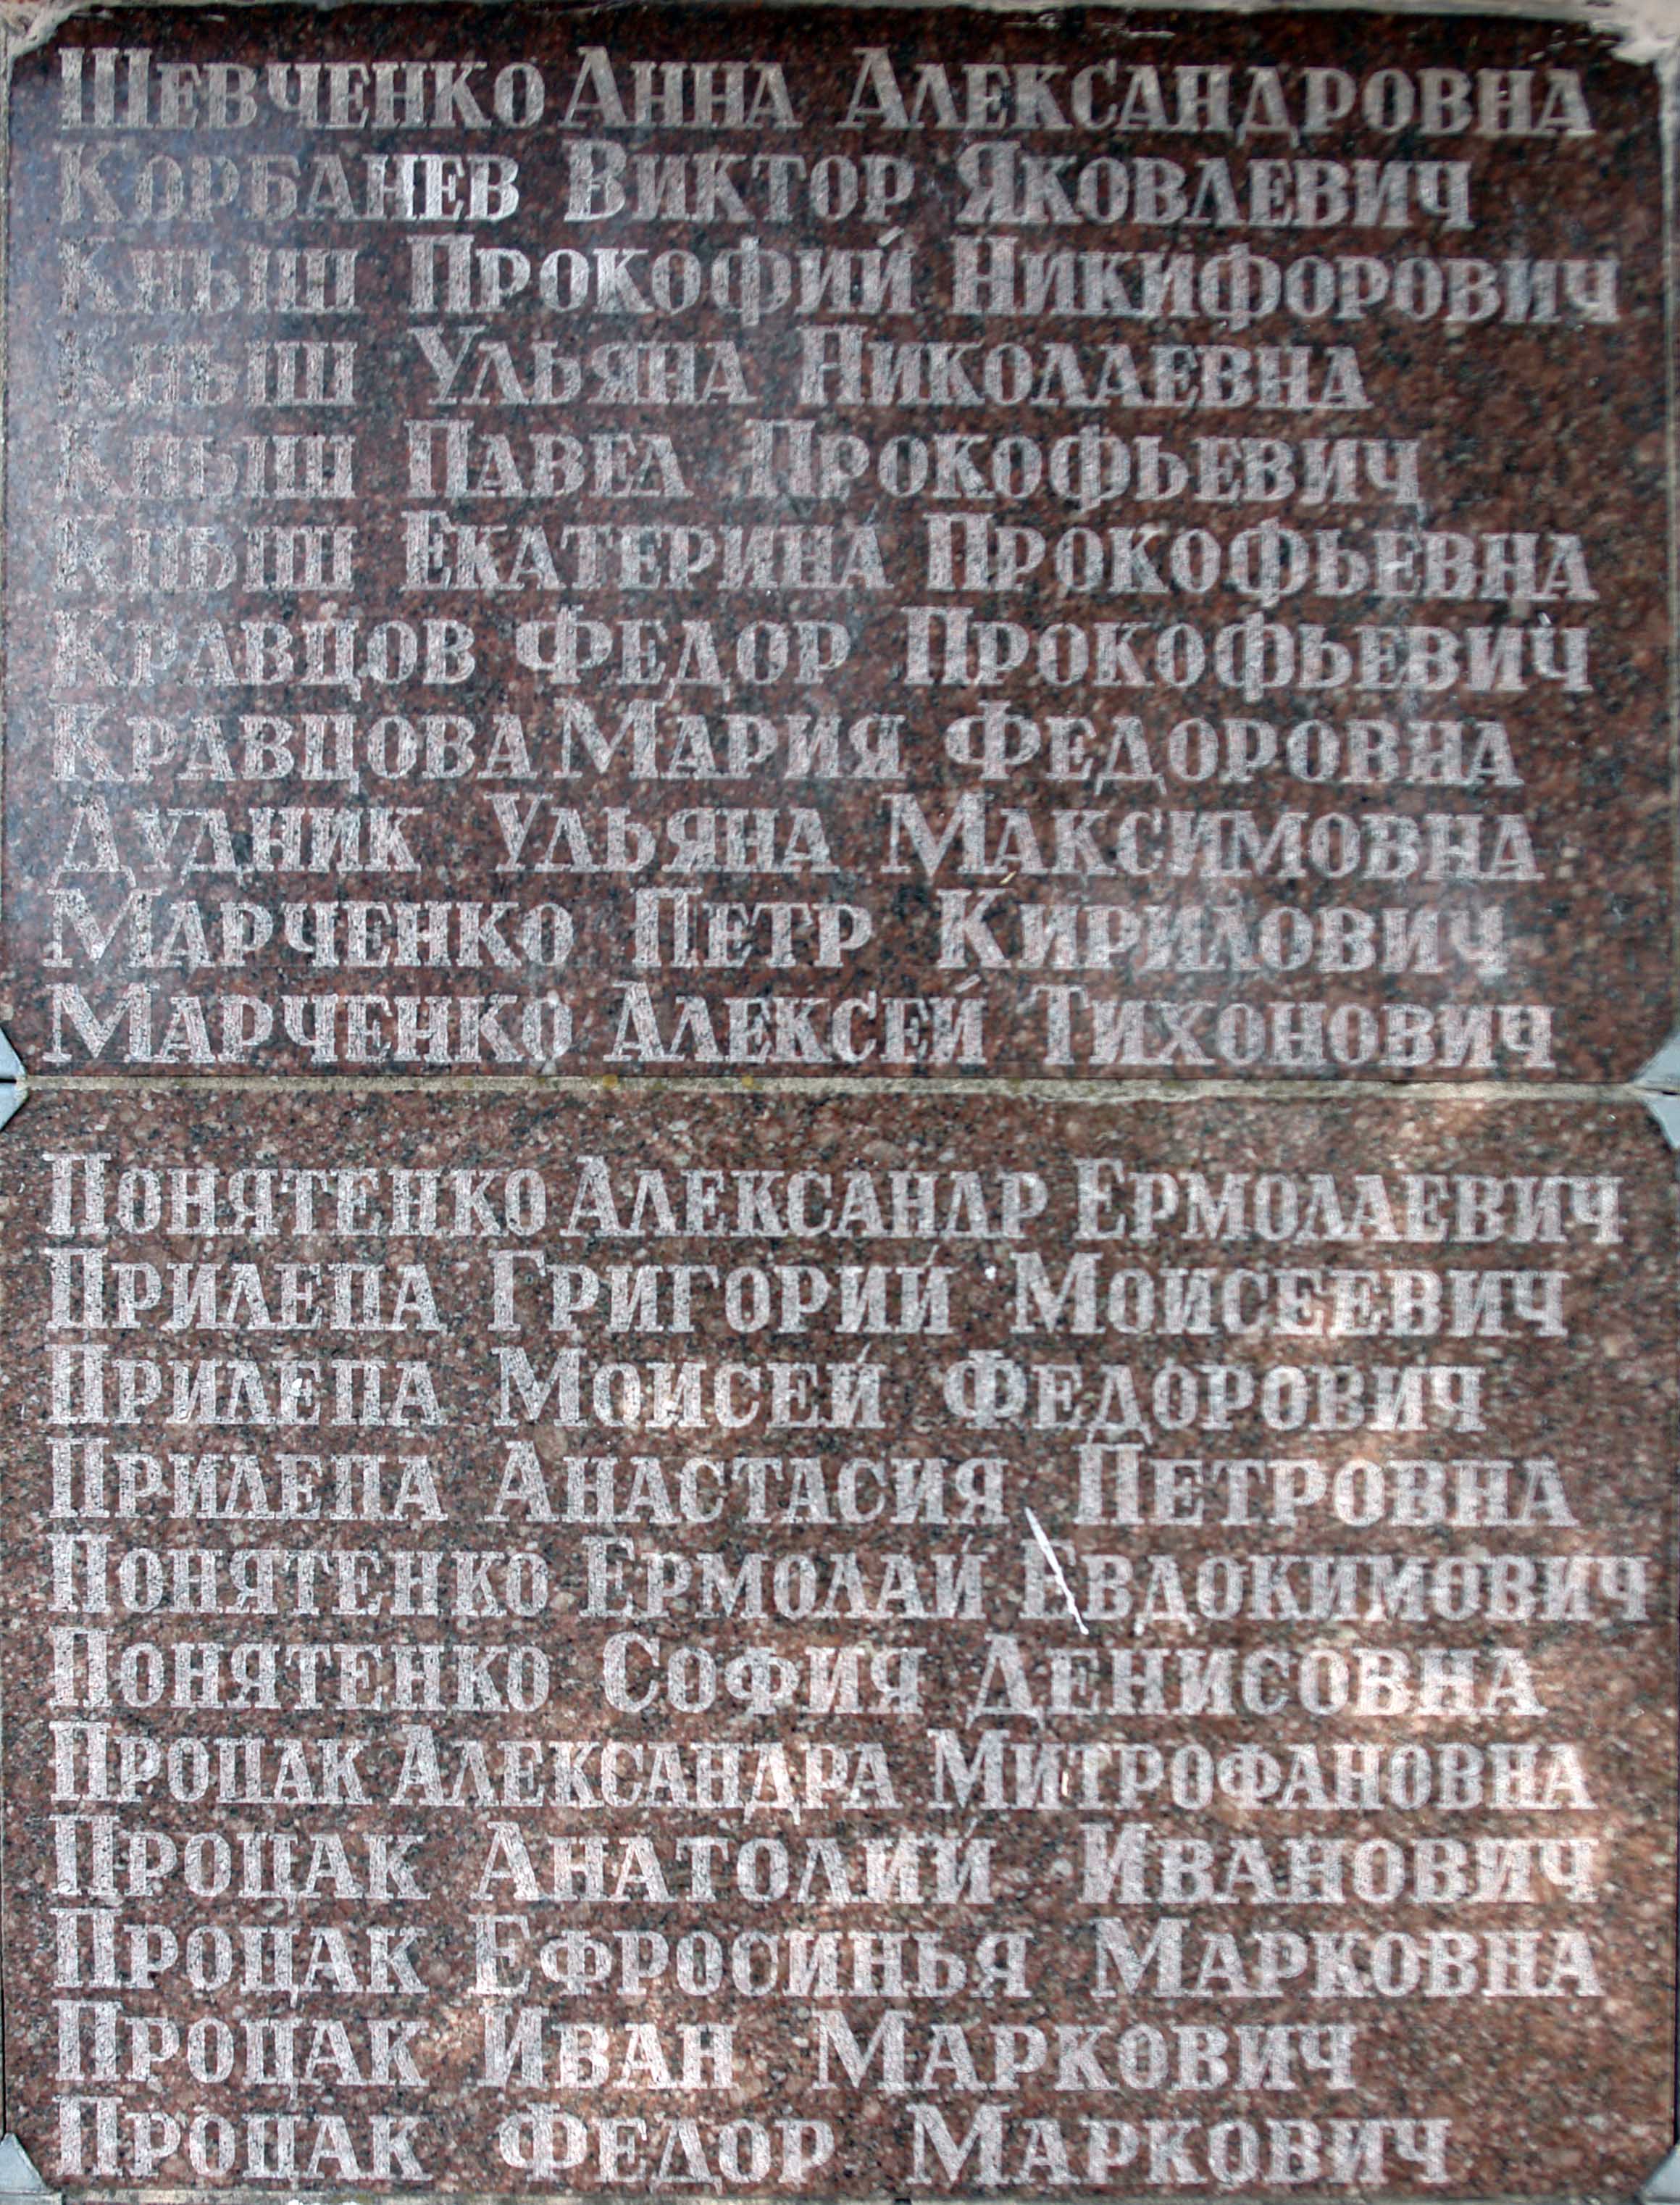 Шевченко Анна Александровна
Корбанев Виктор Яковлевич
Кныш Прокофий Никифорович
Кныш Ульяна Николаевна
Кныш Павел Прокофьевич
Кныш Екатерина Прокофьевна
Кравцов Федор Прокофьевич
Кравцова Мария Федоровна
Дудник Ульяна Максимовна
Марченко Петр Кирилович
Марченко Алексей Тихонович
Понятенко Александр Ермолаевич
Прилепа Григорий Моисеевич
Прилепа Моисей Федорович
Прилепа Анастасия Петровна
Понятенко Ермолай Евдокимович
Понятенко София Денисовна
Процак Александра Митрофановна
Процак Анатолий Иванович
Процак Ефросинья Марковна
Процак Иван Маркович
Процак Федор Маркович